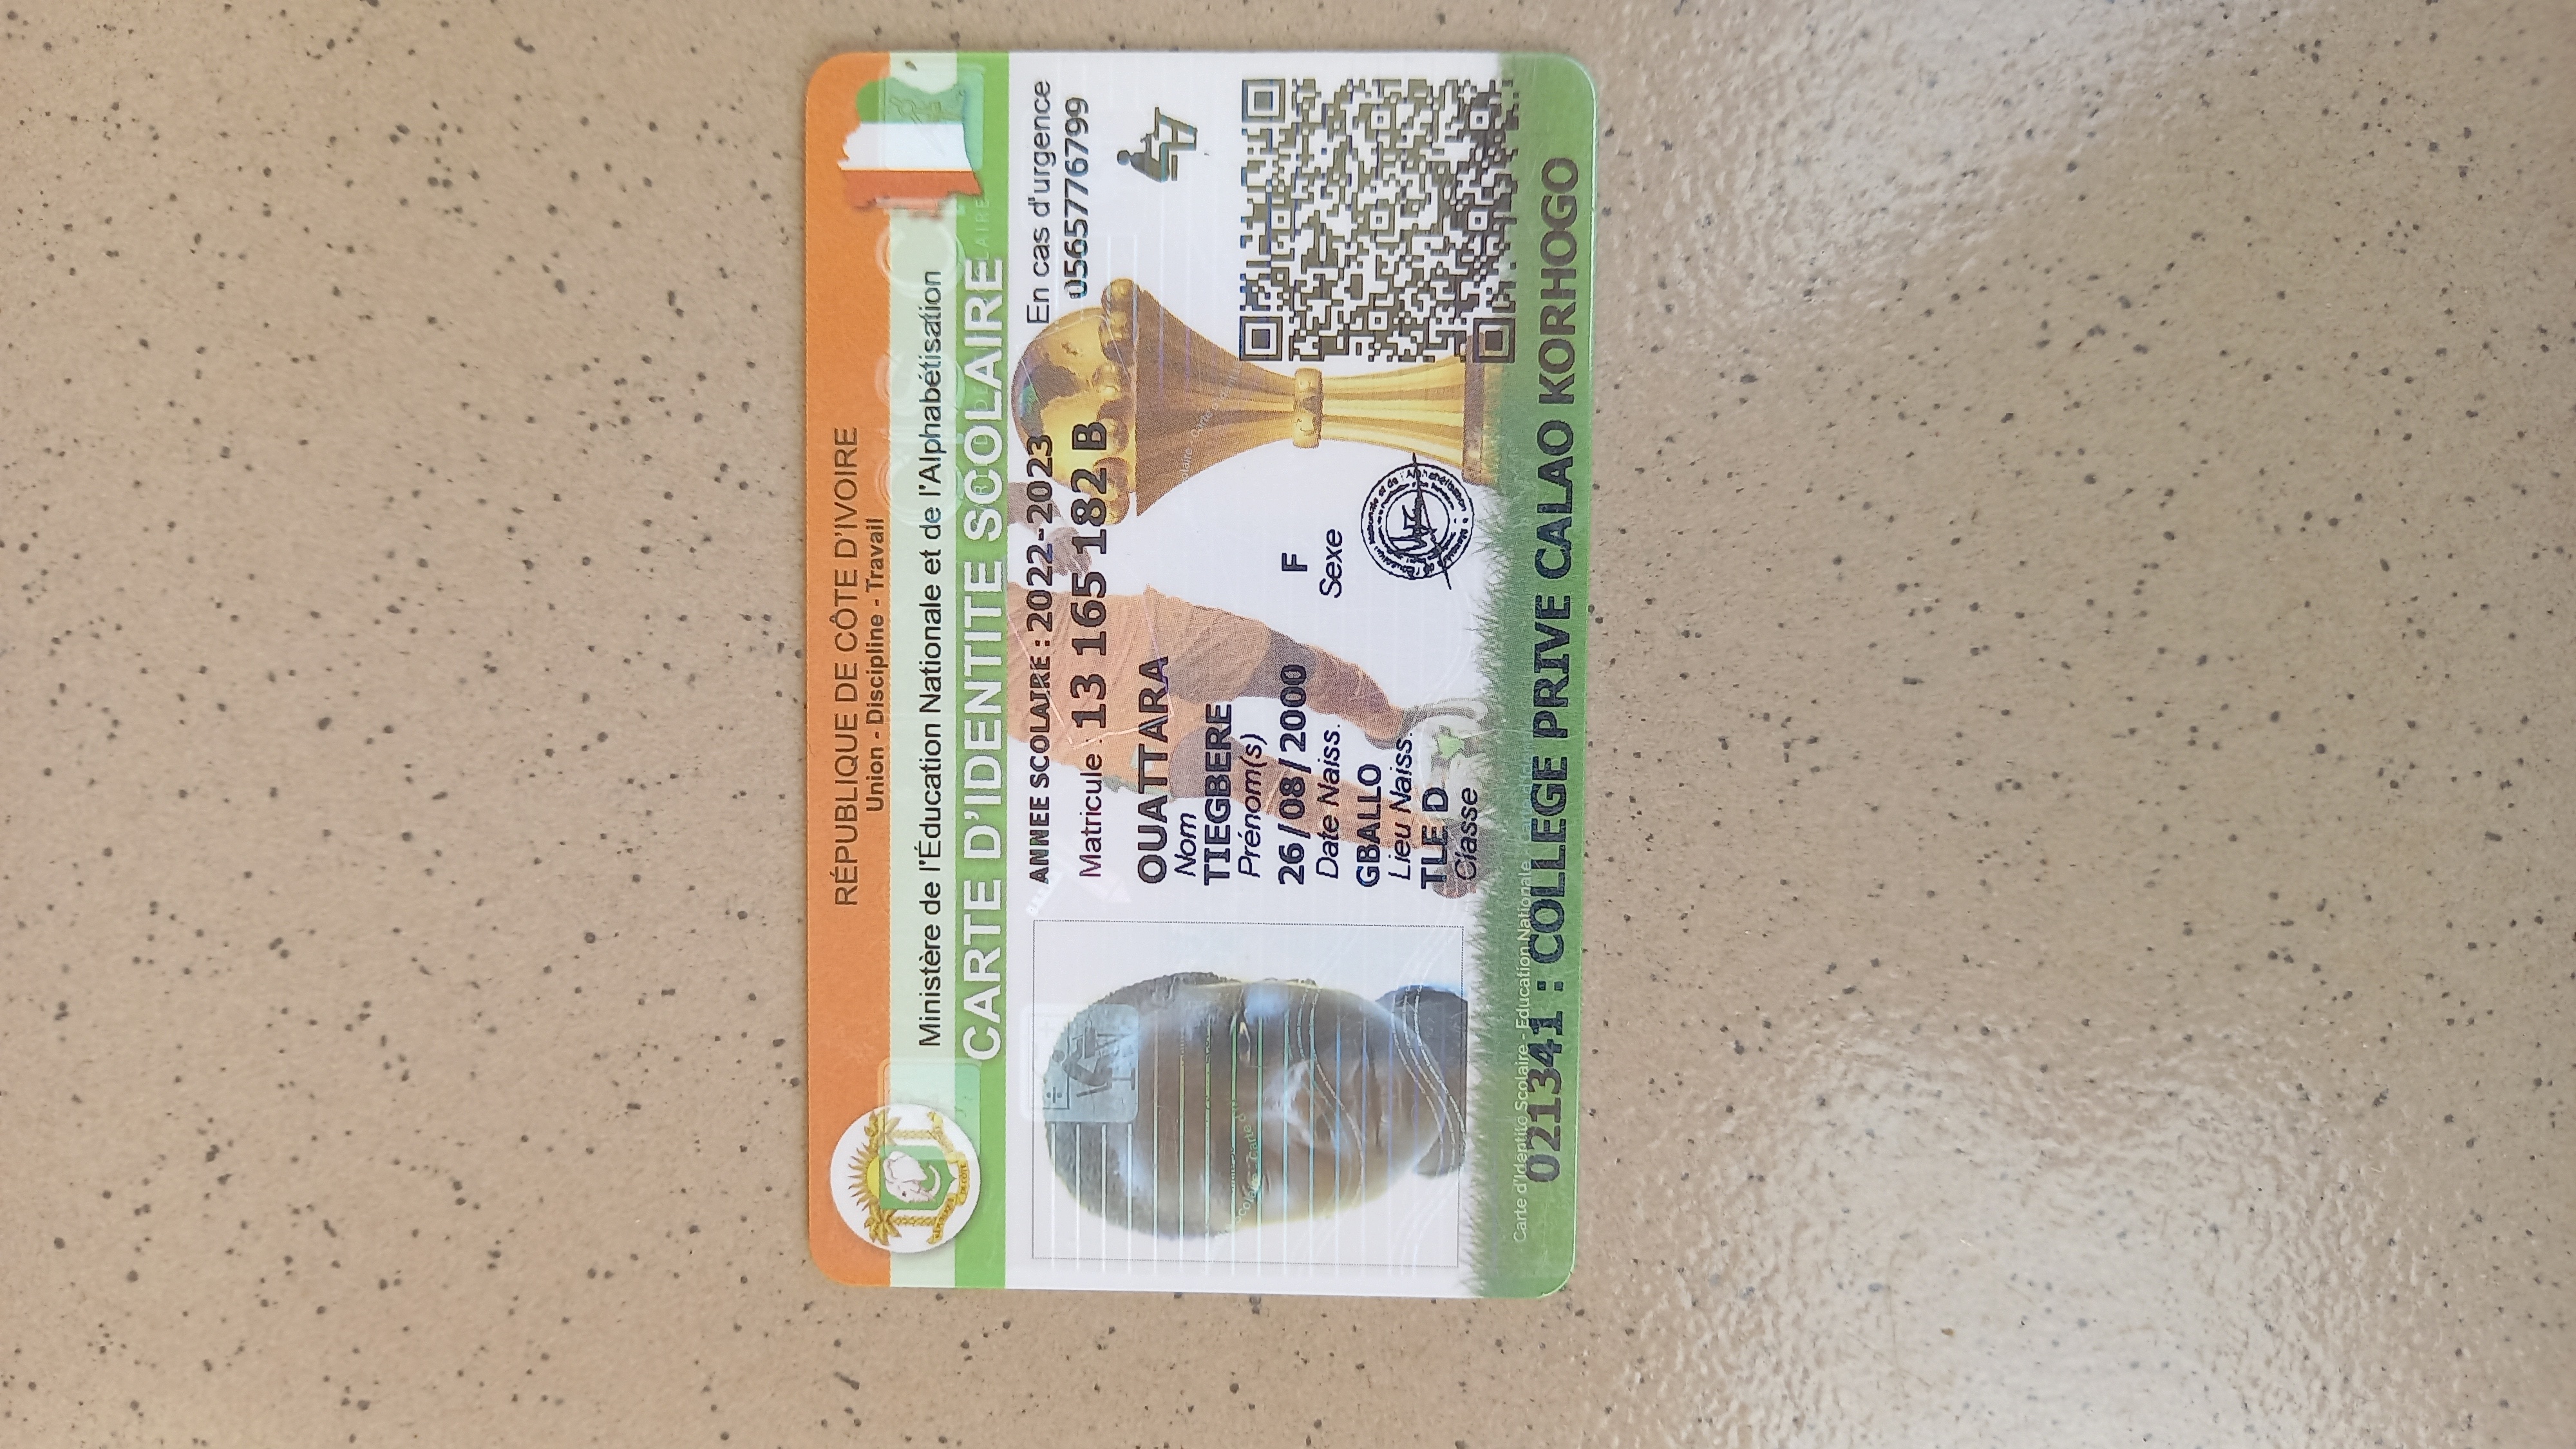 RÉPUBLIQUE DE CÔTE D'IVOIRE
Union - Discipline - Travail
Ministère de l'Éducation Nationale et de l'Alphabétisation
CARTE D'IDENTITE SCOLAIRE
ANNEE SCOLAIRE : 2022-2023
En cas d'urgence
0565776799
Matricule : 13 165 182 B
OUATTARA
Nom
TIEGBERE
Prénom(s)
26/08/2000
Date Naiss.
F
Sexe
GBALLO
Lieu Naiss.
TLE D
Classe
Carte d'Identité Scolaire - Education Nationale - Carte d'Iden
021341 : COLLEGE PRIVE CALAO KORHOGO